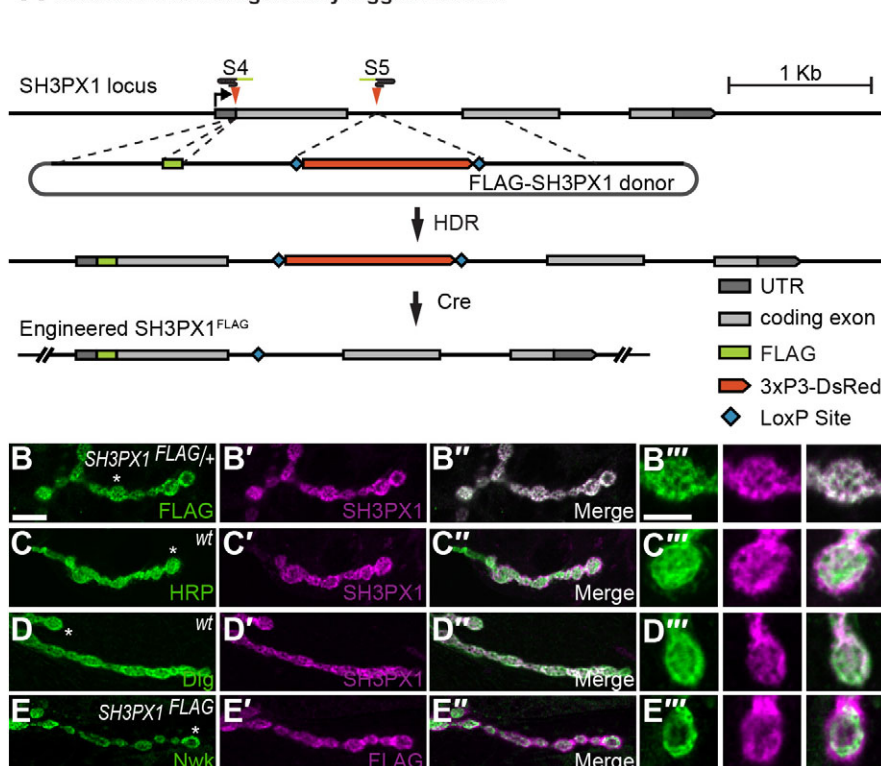 S4
S5
SH3PX1 locus
1 Kb
FLAG-SH3PX1 donor
HDR
Cre
Engineered SH3PX1FLAG
UTR
coding exon
FLAG
3xP3-DsRed
LoxP Site
B SH3PX1 FLAG/+ * FLAG
B′ SH3PX1
B″ Merge
B‴
C wt * HRP
C′ SH3PX1
C″ Merge
C‴
D wt * Dlg
D′ SH3PX1
D″ Merge
D‴
E SH3PX1 FLAG * Nwk
E′ FLAG
E″ Merge
E‴